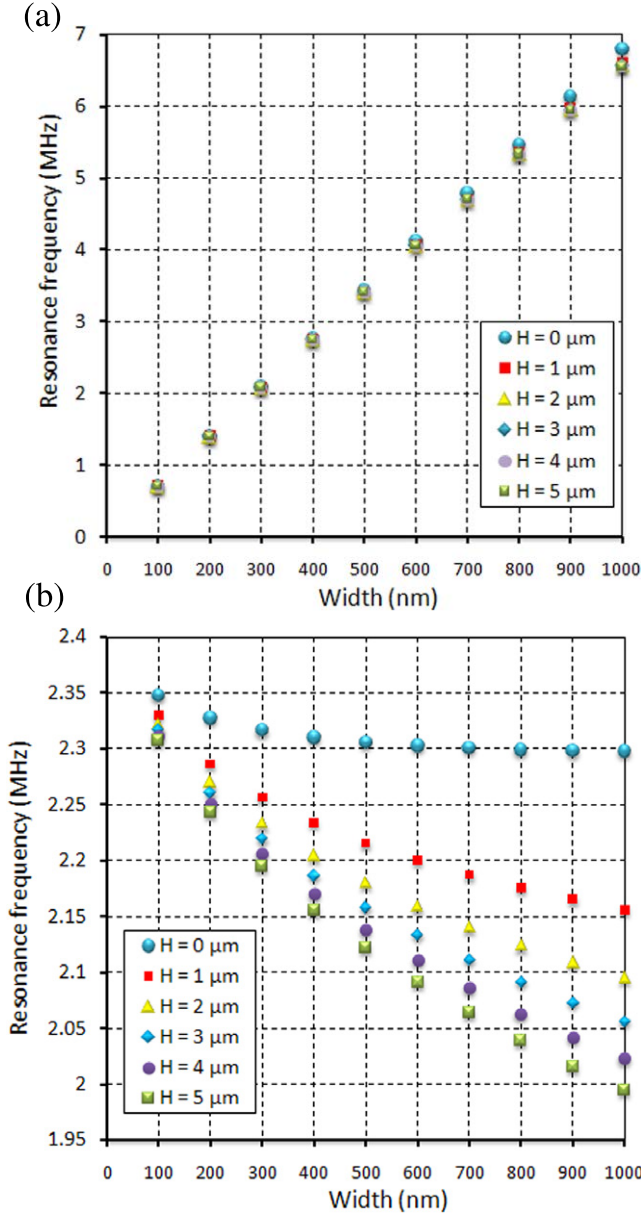 (a)
Resonance frequency (MHz)
7
6
5
4
3
2
1
0
H = 0 μm
H = 1 μm
H = 2 μm
H = 3 μm
H = 4 μm
H = 5 μm
0 100 200 300 400 500 600 700 800 900 1000
Width (nm)
(b)
Resonance frequency (MHz)
2.4
2.35
2.3
2.25
2.2
2.15
2.1
2.05
2
1.95
H = 0 μm
H = 1 μm
H = 2 μm
H = 3 μm
H = 4 μm
H = 5 μm
0 100 200 300 400 500 600 700 800 900 1000
Width (nm)